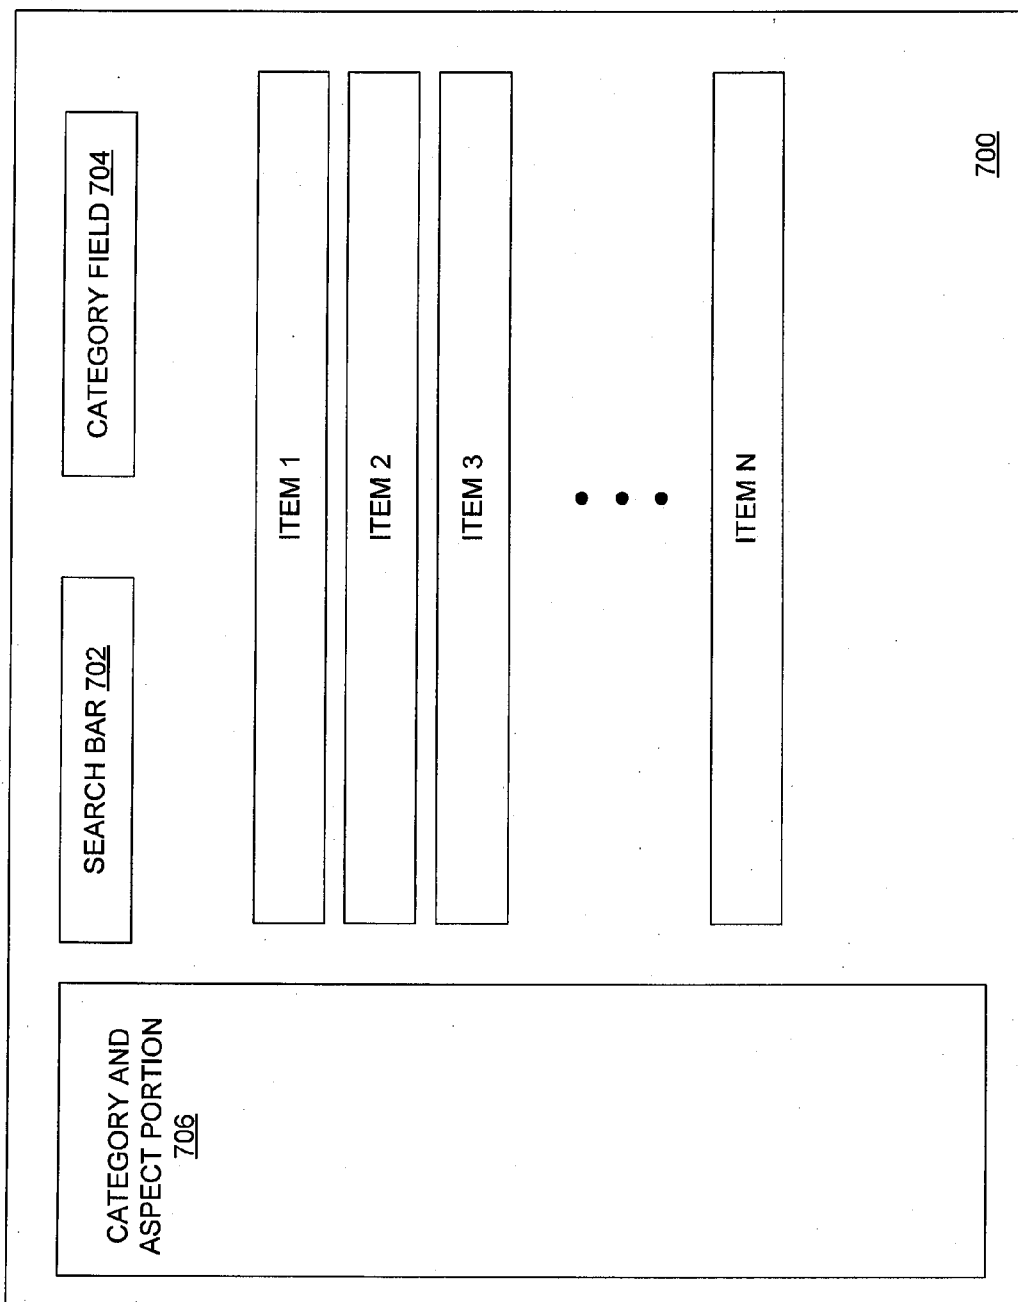 SEARCH BAR 702
CATEGORY FIELD 704
CATEGORY AND
ASPECT PORTION
706
ITEM 1
ITEM 2
ITEM 3
ITEM N
700